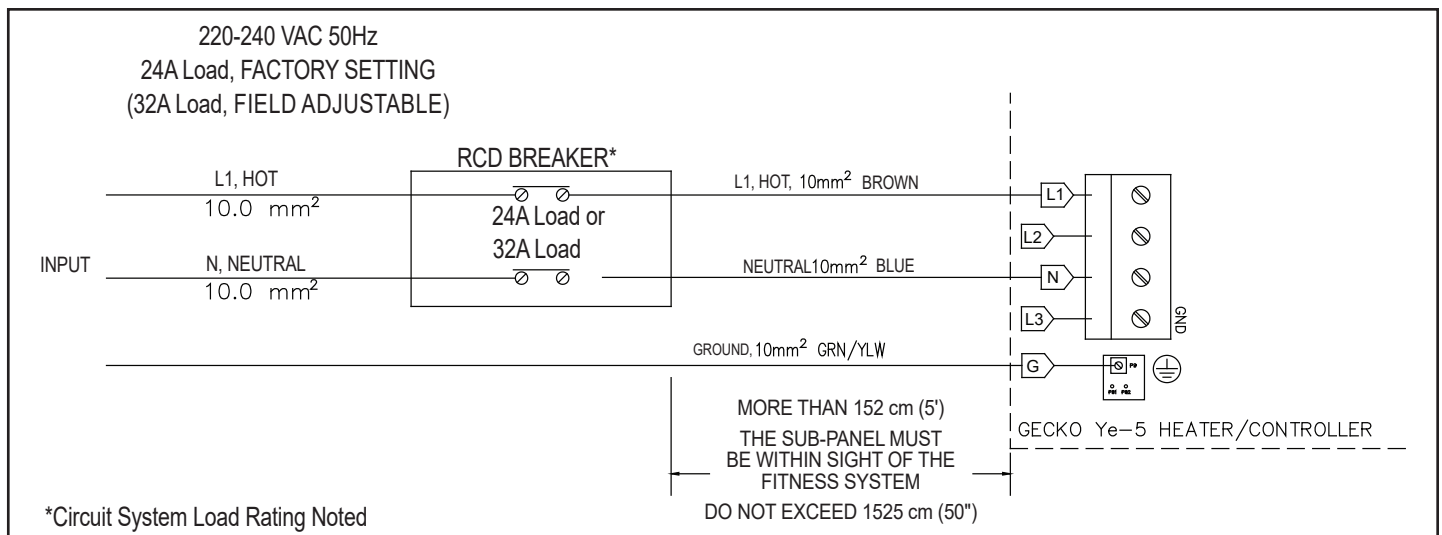 220-240 VAC 50Hz
24A Load, FACTORY SETTING
(32A Load, FIELD ADJUSTABLE)
RCD BREAKER*
L1, HOT
10.0 mm²
24A Load or
32A Load
L1, HOT, 10mm² BROWN
L1
L2
INPUT
N, NEUTRAL
10.0 mm²
NEUTRAL10mm² BLUE
N
L3
GND
GROUND, 10mm² GRN/YLW
G
P9
P81 P82
MORE THAN 152 cm (5')
THE SUB-PANEL MUST
BE WITHIN SIGHT OF THE
FITNESS SYSTEM
DO NOT EXCEED 1525 cm (50")
GECKO Ye-5 HEATER/CONTROLLER
*Circuit System Load Rating Noted